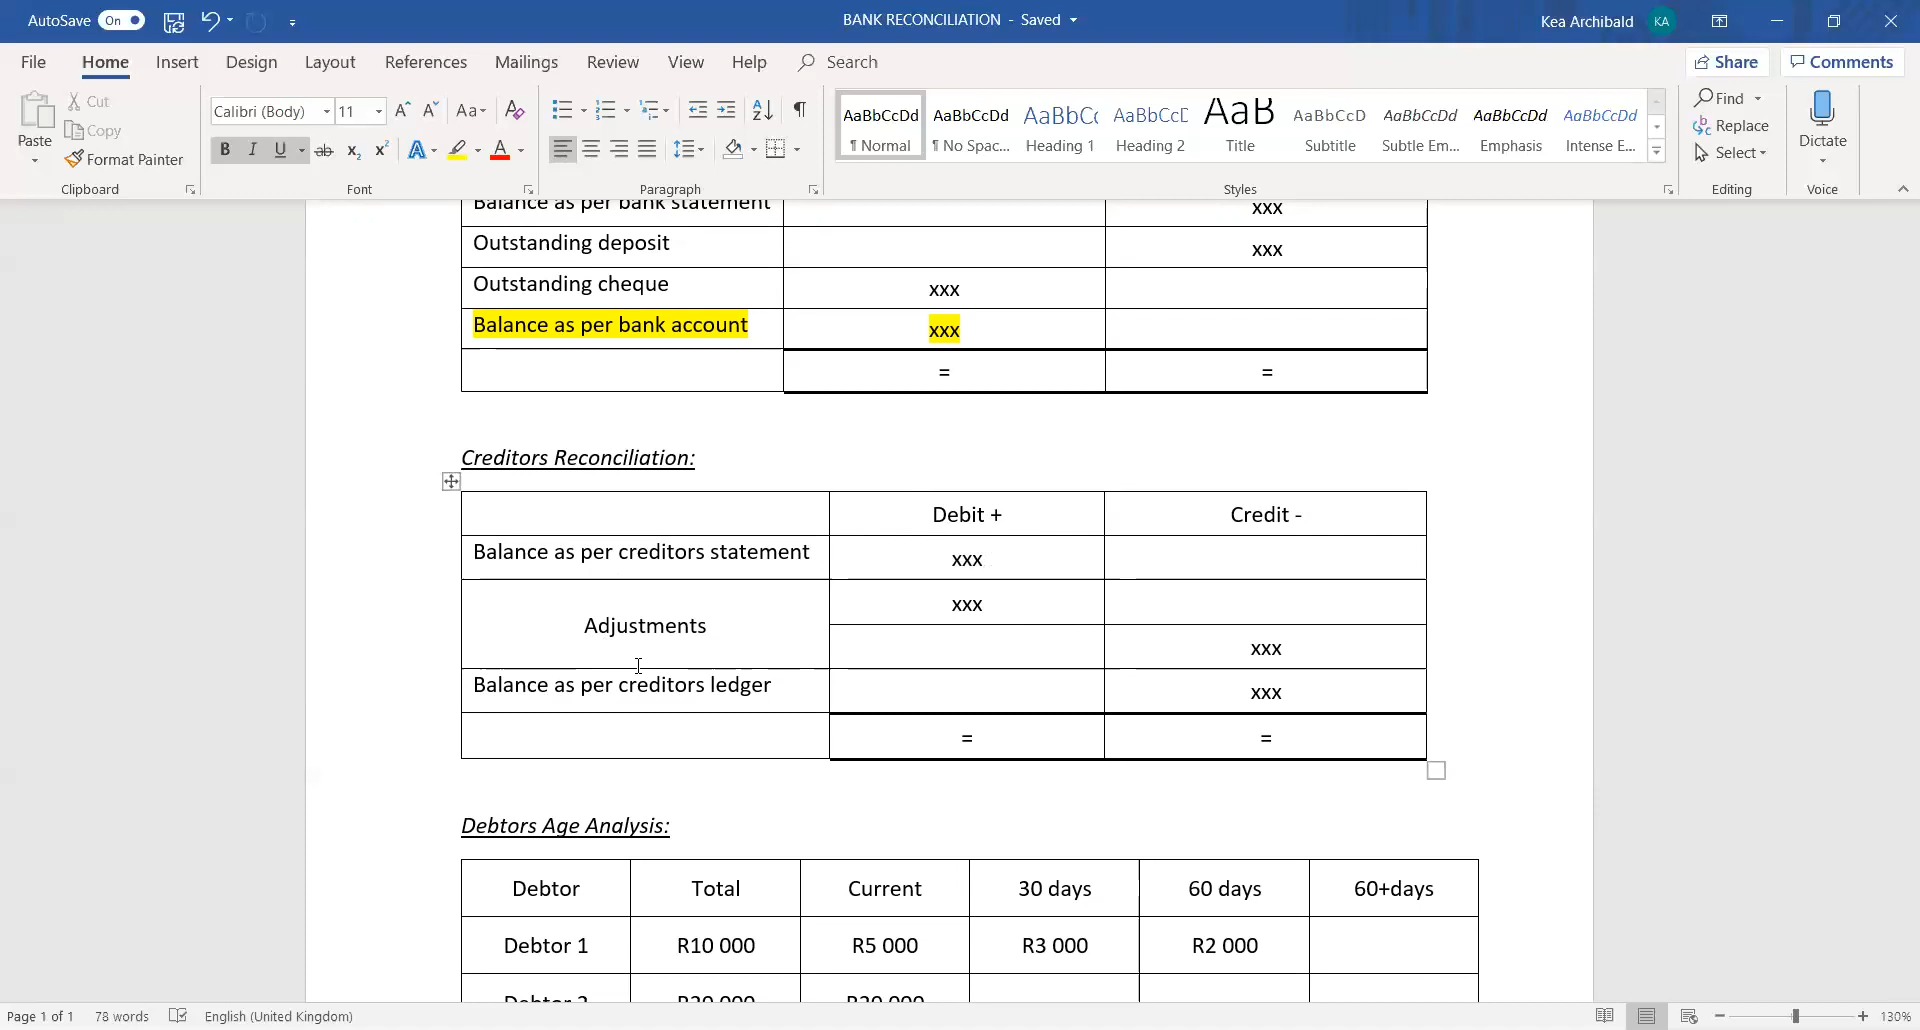 AutoSave On
BANK RECONCILIATION - Saved
Kea Archibald KA
File Home Insert Design Layout References Mailings Review View Help Search
Share Comments
Paste
Cut
Copy
Format Painter
Clipboard
Calibri (Body) 11
Font
Paragraph
AaBbCcDd AaBbCcDd AaBbCc AaBbCcD AaB AaBbCcD AaBbCcDd AaBbCcDd AaBbCcDd
¶ Normal ¶ No Spac... Heading 1 Heading 2 Title Subtitle Subtle Em... Emphasis Intense E...
Styles
Find
Replace
Select
Editing
Dictate
Voice
Balance as per bank statement xxx
Outstanding deposit xxx
Outstanding cheque xxx
Balance as per bank account xxx
= =
Creditors Reconciliation:
Debit + Credit -
Balance as per creditors statement xxx
xxx
Adjustments
xxx
Balance as per creditors ledger xxx
= =
Debtors Age Analysis:
Debtor Total Current 30 days 60 days 60+days
Debtor 1 R10 000 R5 000 R3 000 R2 000
Page 1 of 1 78 words English (United Kingdom) 130%